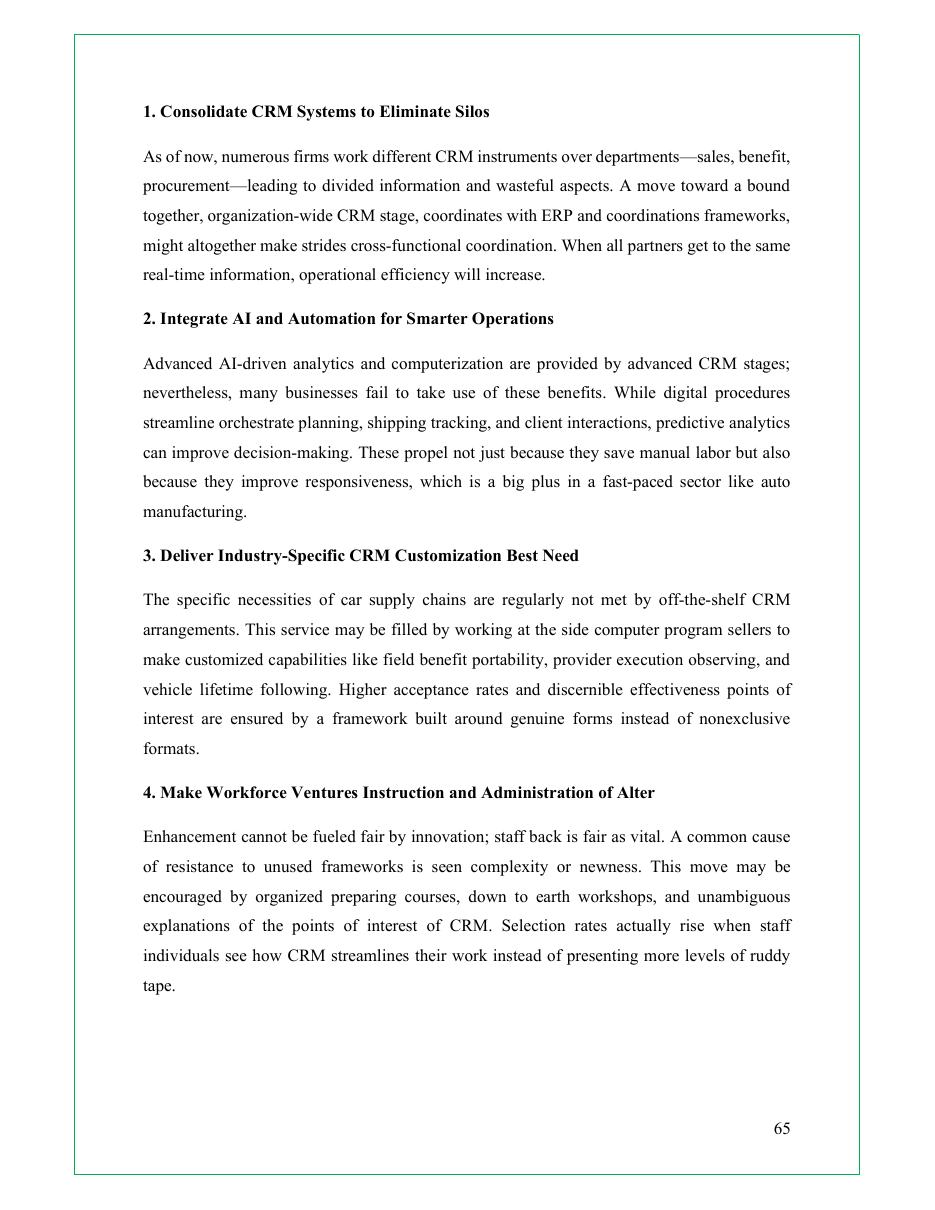 1. Consolidate CRM Systems to Eliminate Silos
As of now, numerous firms work different CRM instruments over departments—sales, benefit,
procurement—leading to divided information and wasteful aspects. A move toward a bound
together, organization-wide CRM stage, coordinates with ERP and coordinations frameworks,
might altogether make strides cross-functional coordination. When all partners get to the same
real-time information, operational efficiency will increase.
2. Integrate AI and Automation for Smarter Operations
Advanced AI-driven analytics and computerization are provided by advanced CRM stages;
nevertheless, many businesses fail to take use of these benefits. While digital procedures
streamline orchestrate planning, shipping tracking, and client interactions, predictive analytics
can improve decision-making. These propel not just because they save manual labor but also
because they improve responsiveness, which is a big plus in a fast-paced sector like auto
manufacturing.
3. Deliver Industry-Specific CRM Customization Best Need
The specific necessities of car supply chains are regularly not met by off-the-shelf CRM
arrangements. This service may be filled by working at the side computer program sellers to
make customized capabilities like field benefit portability, provider execution observing, and
vehicle lifetime following. Higher acceptance rates and discernible effectiveness points of
interest are ensured by a framework built around genuine forms instead of nonexclusive
formats.
4. Make Workforce Ventures Instruction and Administration of Alter
Enhancement cannot be fueled fair by innovation; staff back is fair as vital. A common cause
of resistance to unused frameworks is seen complexity or newness. This move may be
encouraged by organized preparing courses, down to earth workshops, and unambiguous
explanations of the points of interest of CRM. Selection rates actually rise when staff
individuals see how CRM streamlines their work instead of presenting more levels of ruddy
tape.
65